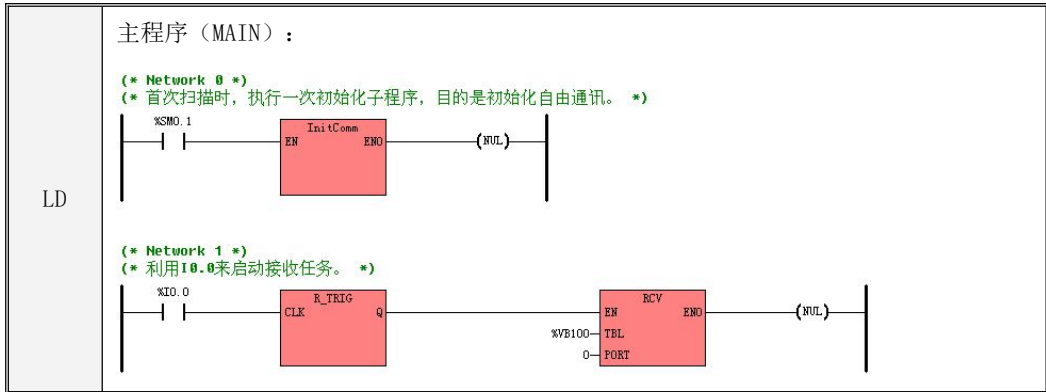 LD
主程序（MAIN）：
(* Network 0 *)
(* 首次扫描时，执行一次初始化子程序，目的是初始化自由通讯。 *)
%SM0.1
InitComm
EN ENO
(NUL)
(* Network 1 *)
(* 利用I0.0来启动接收任务。 *)
%I0.0
R_TRIG
CLK Q
RCV
EN ENO
(NUL)
%VB100 TBL
0 PORT